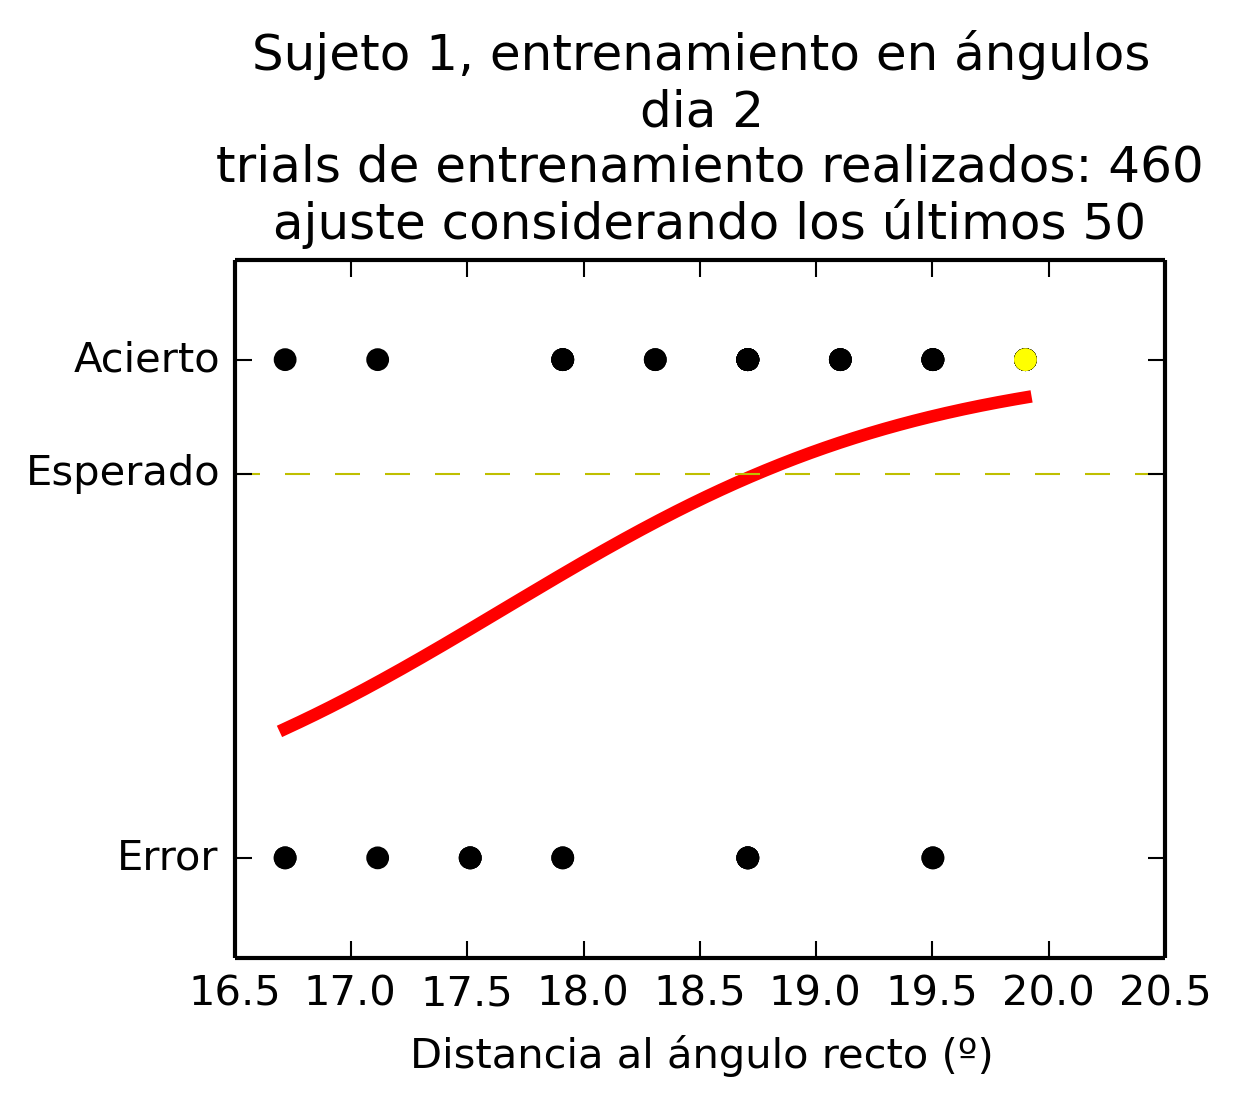 Sujeto 1, entrenamiento en ángulos
dia 2
trials de entrenamiento realizados: 460
ajuste considerando los últimos 50
Acierto
Esperado
Error
16.5 17.0 17.5 18.0 18.5 19.0 19.5 20.0 20.5
Distancia al ángulo recto (º)